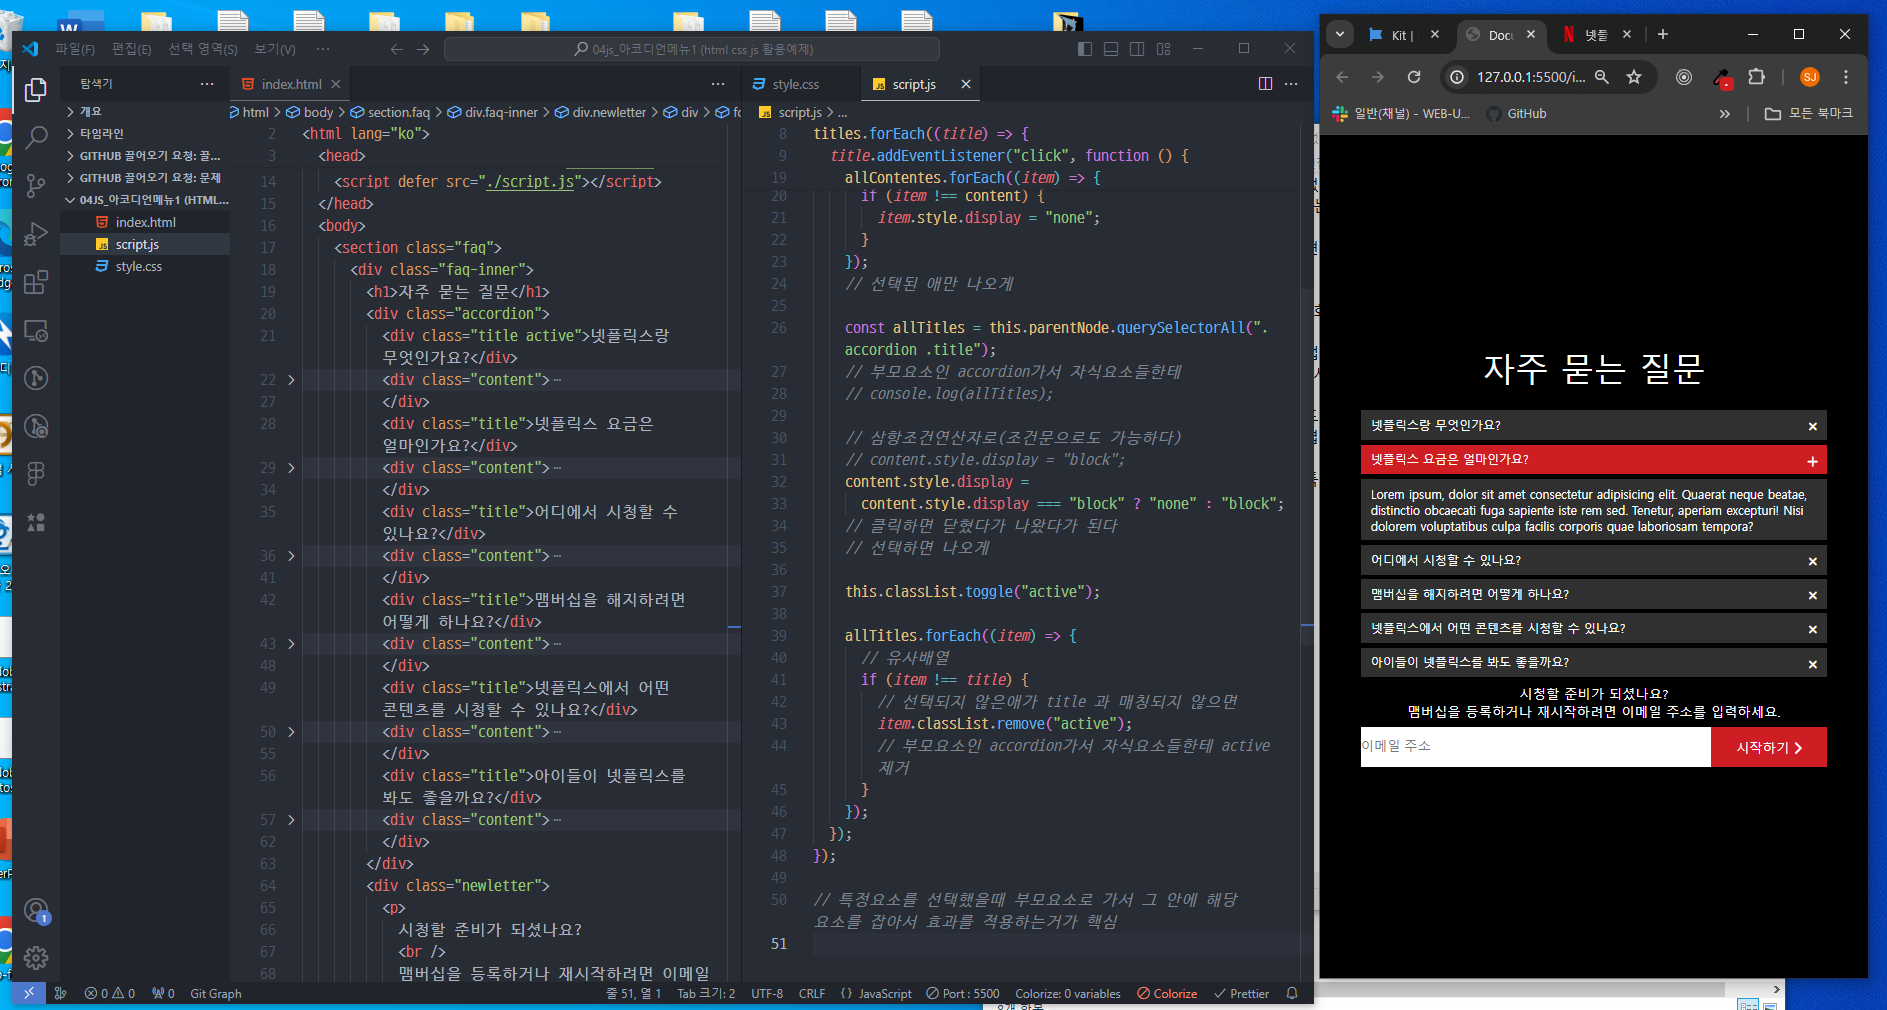 파일(F) 편집(E) 선택 영역(S) 보기(V) ···
04js_아코디언메뉴1 (html css js 활용예제)
탐색기 ···
개요
타임라인
GITHUB 끌어오기 요청: 끌...
GITHUB 끌어오기 요청: 문제
04JS_아코디언메뉴1 (HTML...
index.html
script.js
style.css
1
index.html
html > body > section.faq > div.faq-inner > div.newletter > div > fo
2 <html lang="ko">
3 <head>
14 <script defer src="./script.js"></script>
15 </head>
16 <body>
17 <section class="faq">
18 <div class="faq-inner">
19 <h1>자주 묻는 질문</h1>
20 <div class="accordion">
21 <div class="title active">넷플릭스랑
무엇인가요?</div>
22 <div class="content">···
27 </div>
28 <div class="title">넷플릭스 요금은
얼마인가요?</div>
29 <div class="content">···
34 </div>
35 <div class="title">어디에서 시청할 수
있나요?</div>
36 <div class="content">···
41 </div>
42 <div class="title">맴버십을 해지하려면
어떻게 하나요?</div>
43 <div class="content">···
48 </div>
49 <div class="title">넷플릭스에서 어떤
콘텐츠를 시청할 수 있나요?</div>
50 <div class="content">···
55 </div>
56 <div class="title">아이들이 넷플릭스를
봐도 좋을까요?</div>
57 <div class="content">···
62 </div>
63 </div>
64 <div class="newletter">
65 <p>
66 시청할 준비가 되셨나요?
67 <br />
68 맴버십을 등록하거나 재시작하려면 이메일
style.css
script.js
script.js > ...
8 titles.forEach((title) => {
9 title.addEventListener("click", function () {
19 allContentes.forEach((item) => {
20 if (item !== content) {
21 item.style.display = "none";
22 }
23 });
24 // 선택된 애만 나오게
25
26 const allTitles = this.parentNode.querySelectorAll(".
accordion .title");
27 // 부모요소인 accordion가서 자식요소들한테
28 // console.log(allTitles);
29
30 // 삼항조건연산자로(조건문으로도 가능하다)
31 // content.style.display = "block";
32 content.style.display =
33 content.style.display === "block" ? "none" : "block";
34 // 클릭하면 닫혔다가 나왔다가 된다
35 // 선택하면 나오게
36
37 this.classList.toggle("active");
38
39 allTitles.forEach((item) => {
40 // 유사배열
41 if (item !== title) {
42 // 선택되지 않은애가 title 과 매칭되지 않으면
43 item.classList.remove("active");
44 // 부모요소인 accordion가서 자식요소들한테 active
제거
45 }
46 });
47 });
48 });
49
50 // 특정요소를 선택했을때 부모요소로 가서 그 안에 해당
요소를 잡아서 효과를 적용하는거가 핵심
51
0 0 0 Git Graph
줄 51, 열 1 Tab 크기: 2 UTF-8 CRLF {} JavaScript Port : 5500 Colorize: 0 variables Colorize Prettier
Kit |
Docu
넷플
127.0.0.1:5500/i...
SJ
일반(채널) - WEB-U...
GitHub
모든 북마크
자주 묻는 질문
넷플릭스랑 무엇인가요?
넷플릭스 요금은 얼마인가요?
Lorem ipsum, dolor sit amet consectetur adipisicing elit. Quaerat neque beatae,
distinctio obcaecati fuga sapiente iste rem sed. Tenetur, aperiam excepturi! Nisi
dolorem voluptatibus culpa facilis corporis quae laboriosam tempora?
어디에서 시청할 수 있나요?
맴버십을 해지하려면 어떻게 하나요?
넷플릭스에서 어떤 콘텐츠를 시청할 수 있나요?
아이들이 넷플릭스를 봐도 좋을까요?
시청할 준비가 되셨나요?
맴버십을 등록하거나 재시작하려면 이메일 주소를 입력하세요.
이메일 주소
시작하기